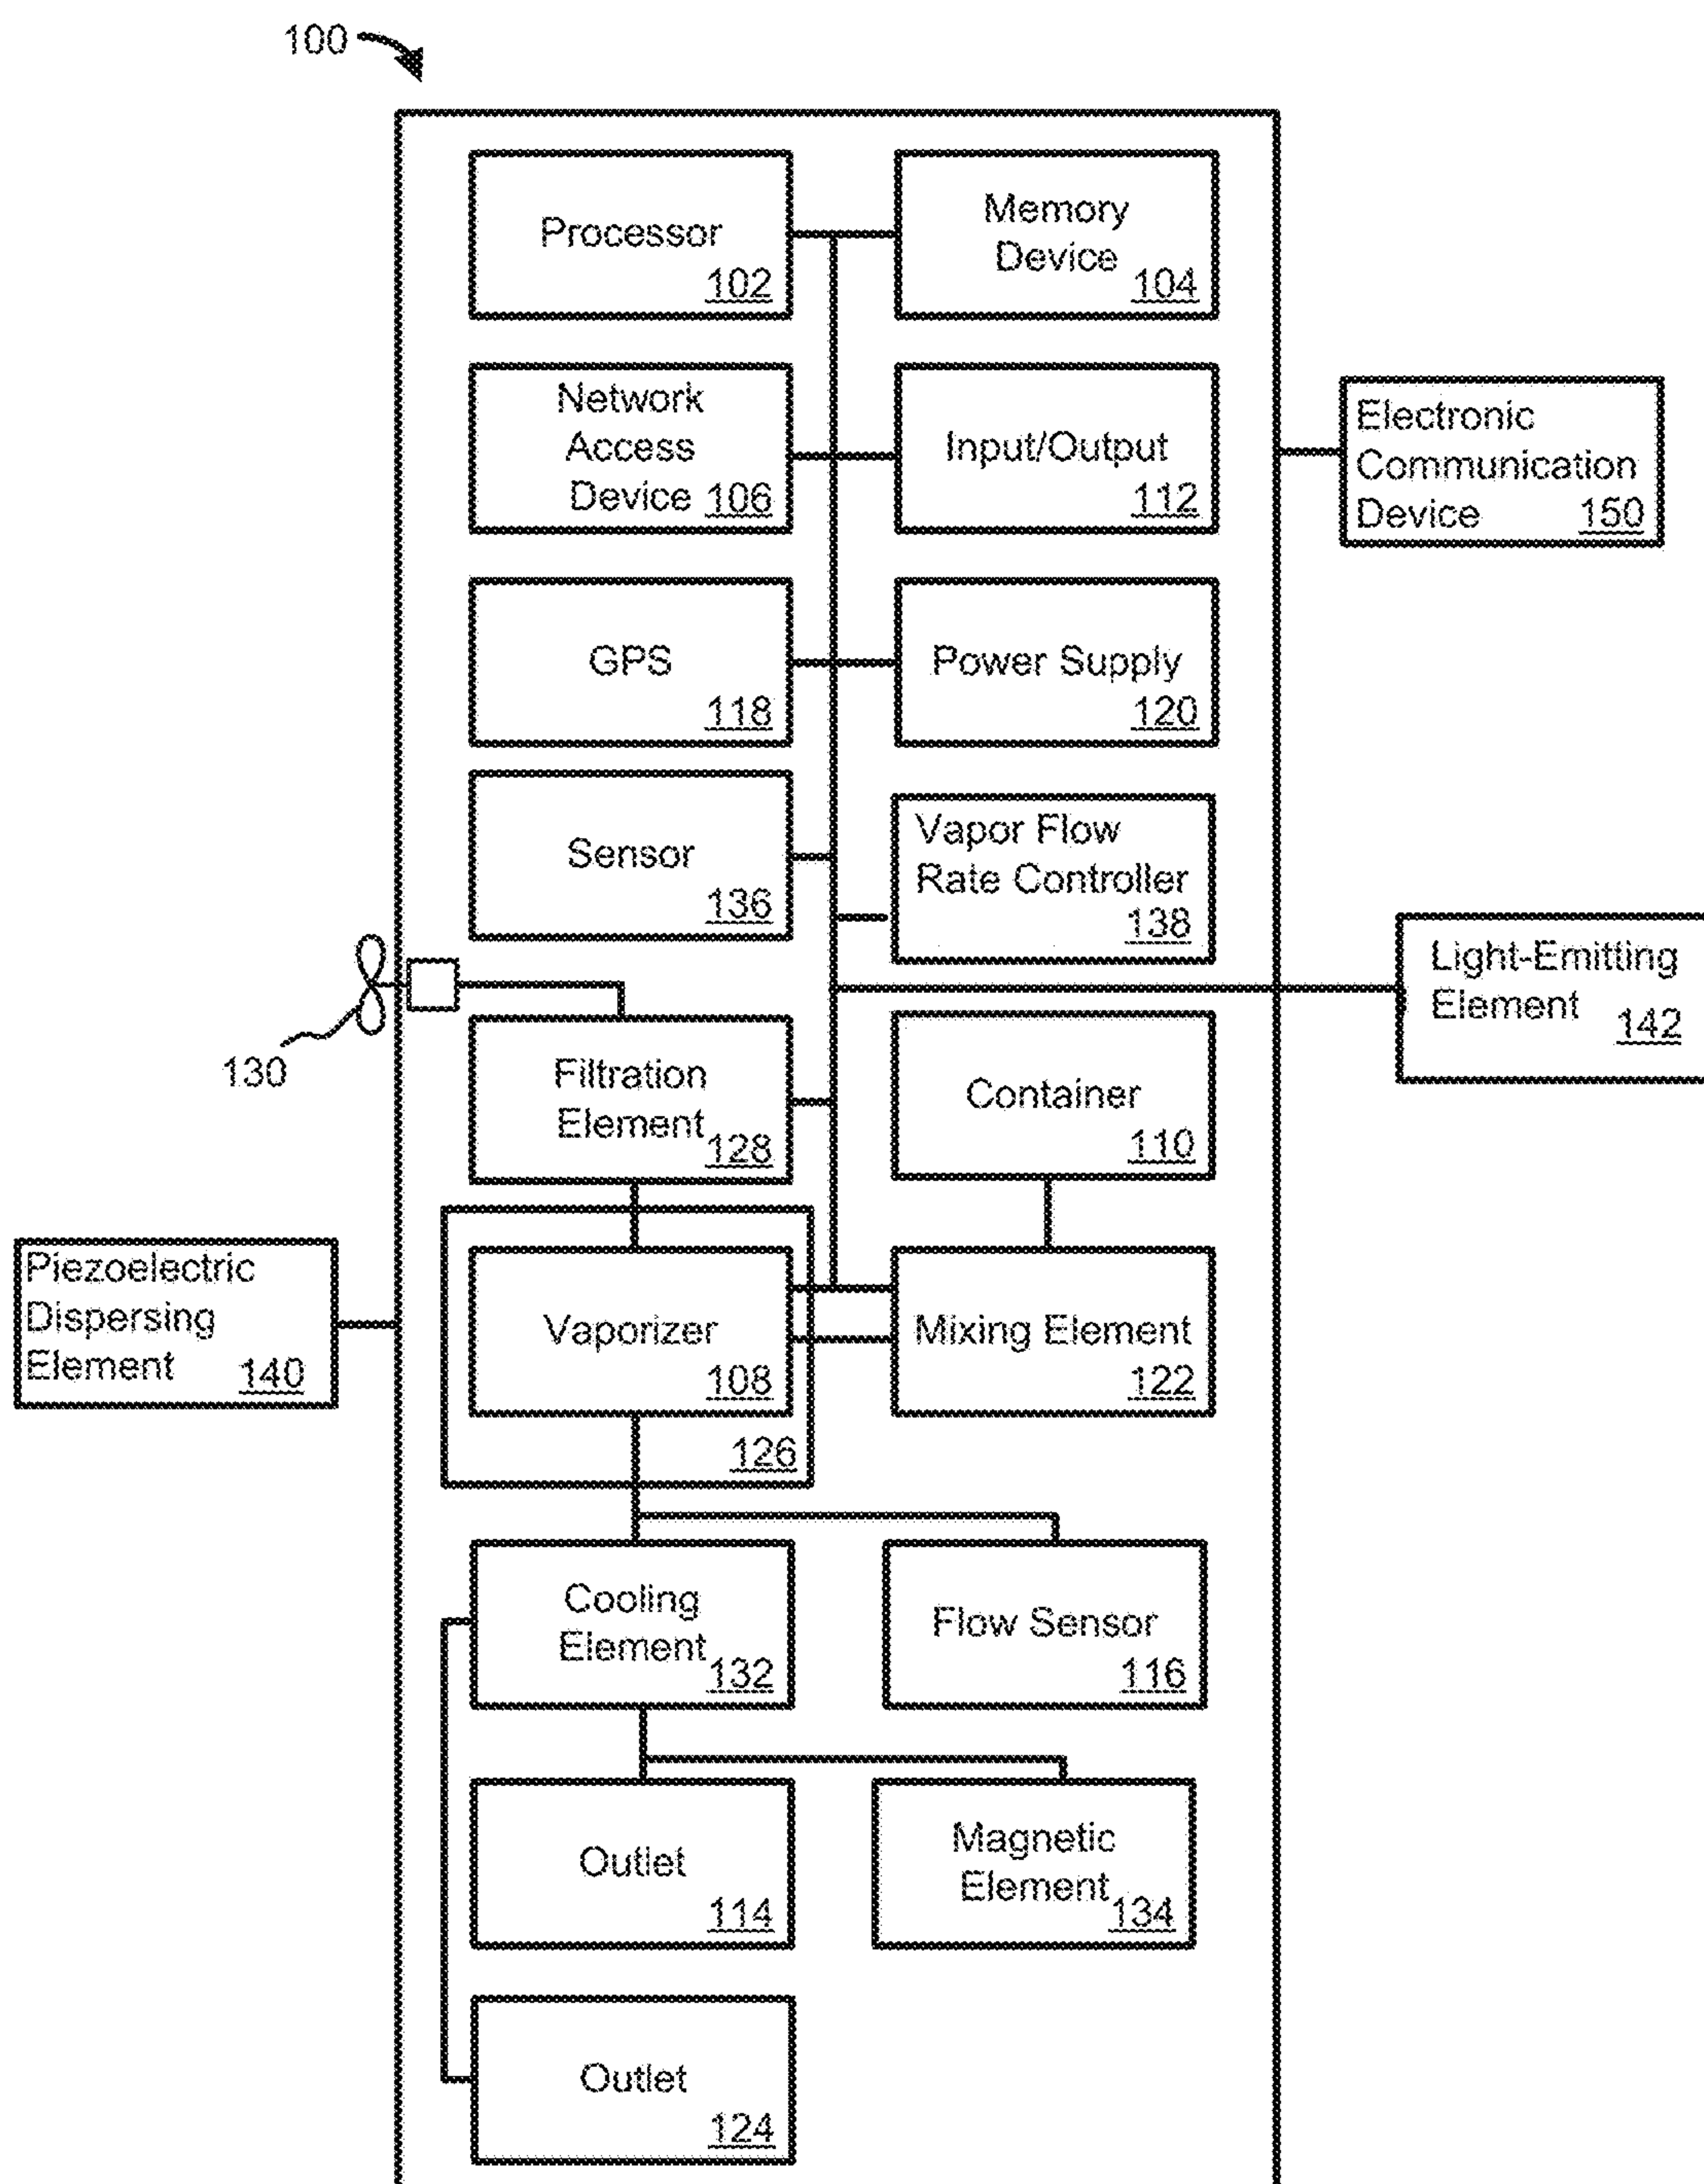 100
Processor
102
Memory
Device
104
Network
Access
Device 106
Input/Output
112
Electronic
Communication
Device 150
GPS
118
Power Supply
120
Sensor
136
Vapor Flow
Rate Controller
138
Light-Emitting
Element 142
130
Filtration
Element 128
Container
110
Piezoelectric
Dispersing
Element 140
Vaporizer
108
126
Mixing Element
122
Cooling
Element 132
Flow Sensor
116
Outlet
114
Magnetic
Element 134
Outlet
124